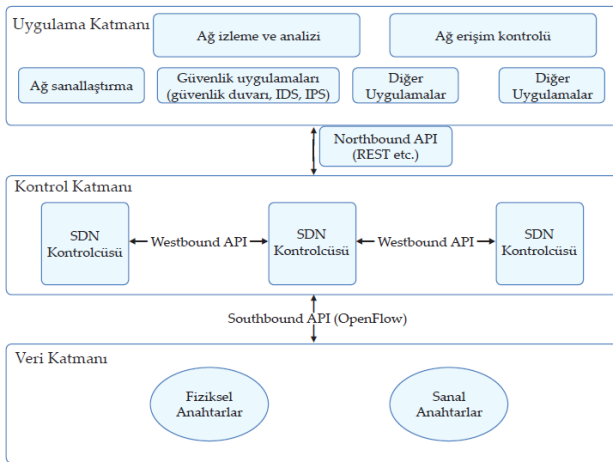 Uygulama Katmanı
Ağ izleme ve analizi
Ağ erişim kontrolü
Ağ sanallaştırma
Güvenlik uygulamaları
(güvenlik duvarı, IDS, IPS)
Diğer
Uygulamalar
Diğer
Uygulamalar
Northbound API
(REST etc.)
Kontrol Katmanı
SDN
Kontrolcüsü
Westbound API
SDN
Kontrolcüsü
Westbound API
SDN
Kontrolcüsü
Southbound API (OpenFlow)
Veri Katmanı
Fiziksel
Anahtarlar
Sanal
Anahtarlar